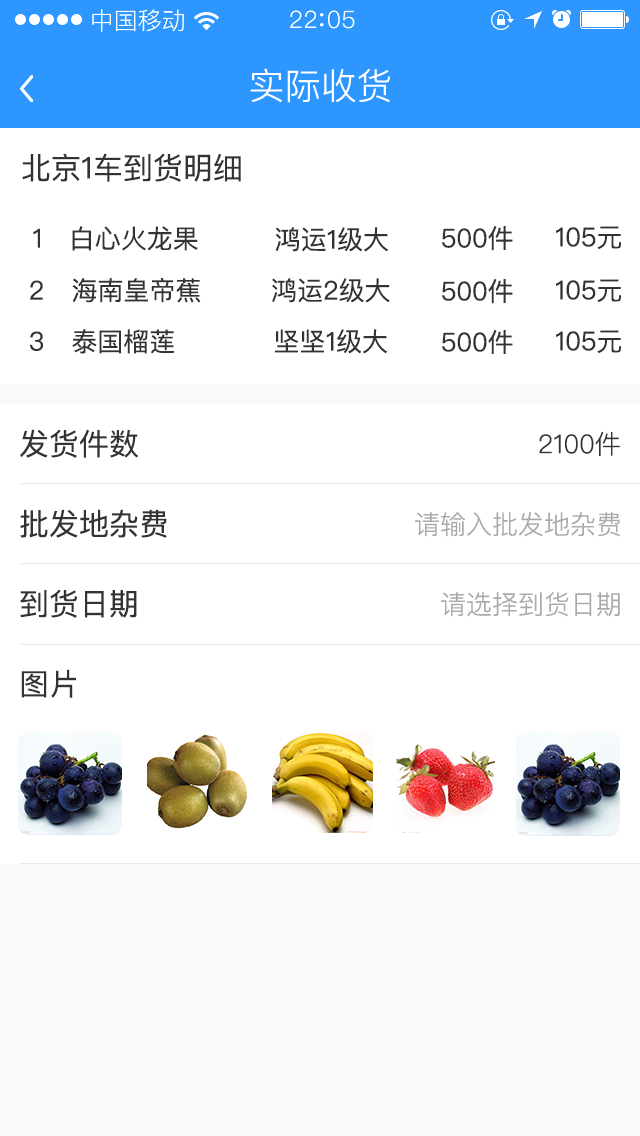 中国移动 22:05
实际收货
北京1车到货明细
1 白心火龙果 鸿运1级大 500件 105元
2 海南皇帝蕉 鸿运2级大 500件 105元
3 泰国榴莲 坚坚1级大 500件 105元
发货件数 2100件
批发地杂费 请输入批发地杂费
到货日期 请选择到货日期
图片